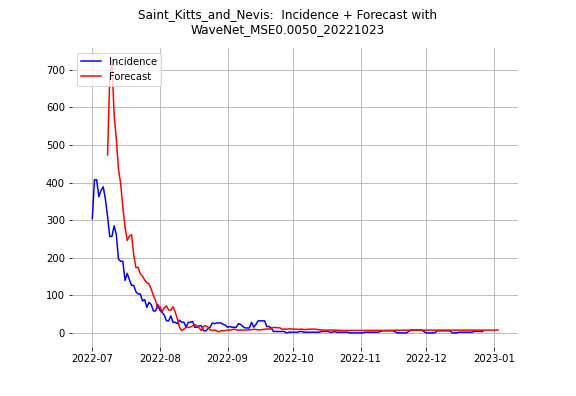 Saint_Kitts_and_Nevis:  Incidence + Forecast with
WaveNet_MSE0.0050_20221023
Incidence
Forecast
700
600
500
400
300
200
100
0
2022-07 2022-08 2022-09 2022-10 2022-11 2022-12 2023-01